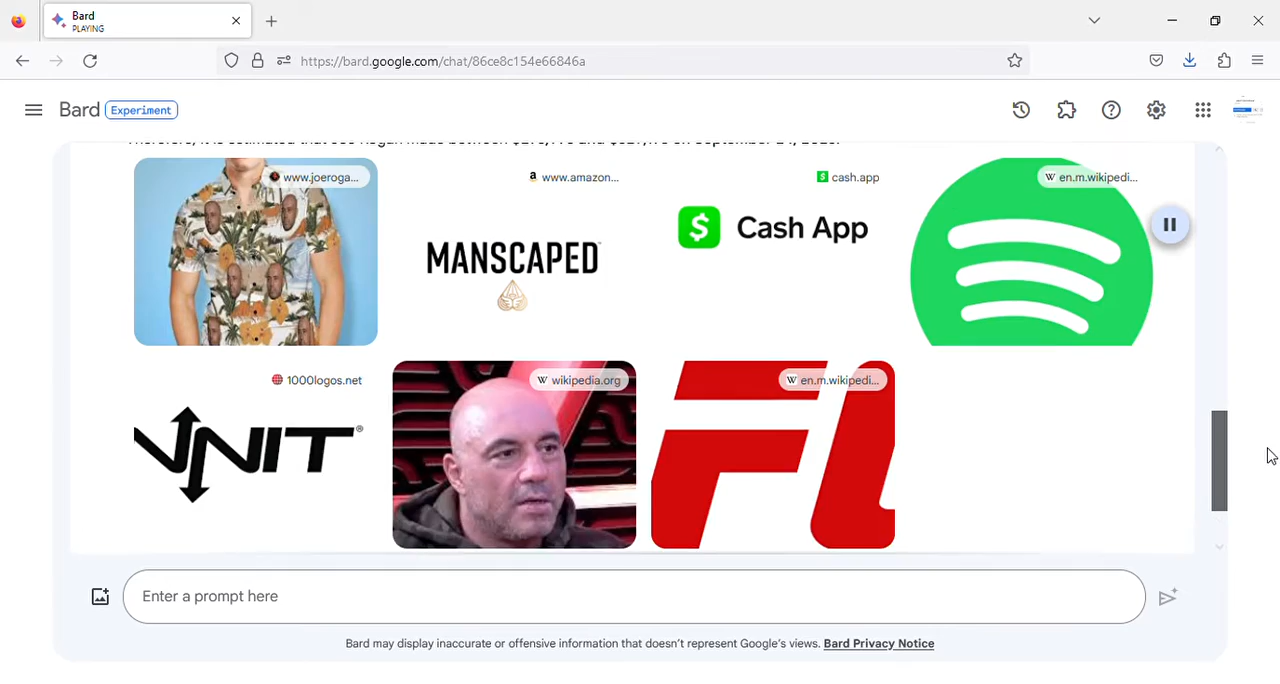 Bard
PLAYING
https://bard.google.com/chat/86ce8c154e66846a
Bard Experiment
www.joeroga...
www.amazon...
cash.app
en.m.wikipedi...
MANSCAPED
$ Cash App
1000logos.net
wikipedia.org
en.m.wikipedi...
ONNIT®
Enter a prompt here
Bard may display inaccurate or offensive information that doesn't represent Google's views. Bard Privacy Notice